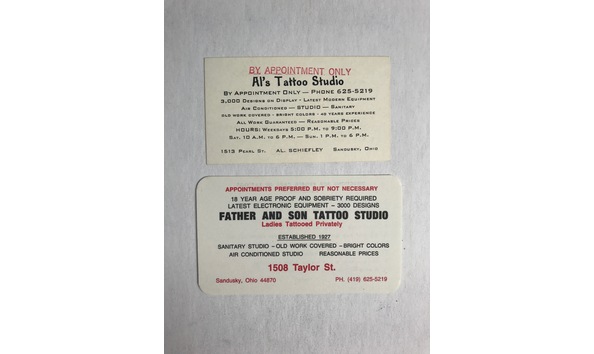 BY APPOINTMENT ONLY
Al's Tattoo Studio
BY APPOINTMENT ONLY — PHONE 625-5219
3,000 DESIGNS ON DISPLAY - LATEST MODERN EQUIPMENT
AIR CONDITIONED — STUDIO — SANITARY
OLD WORK COVERED - BRIGHT COLORS - 42 YEARS EXPERIENCE
ALL WORK GUARANTEED — REASONABLE PRICES
HOURS: WEEKDAYS 5:00 P.M. TO 9:00 P.M.
SAT. 10 A.M. TO 6 P.M. — SUN. 1 P.M. TO 6 P.M.
1513 PEARL ST. AL. SCHIEFLEY SANDUSKY, OHIO
APPOINTMENTS PREFERRED BUT NOT NECESSARY
18 YEAR AGE PROOF AND SOBRIETY REQUIRED
LATEST ELECTRONIC EQUIPMENT ~ 3000 DESIGNS
FATHER AND SON TATTOO STUDIO
Ladies Tattooed Privately
ESTABLISHED 1927
SANITARY STUDIO ~ OLD WORK COVERED ~ BRIGHT COLORS
AIR CONDITIONED STUDIO REASONABLE PRICES
1508 Taylor St.
Sandusky, Ohio 44870 PH. (419) 625-5219